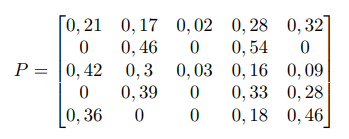 0,21 0,17 0,02 0,28 0,32
0 0,46 0 0,54 0
P = 0,42 0,3 0,03 0,16 0,09
0 0,39 0 0,33 0,28
0,36 0 0 0,18 0,46